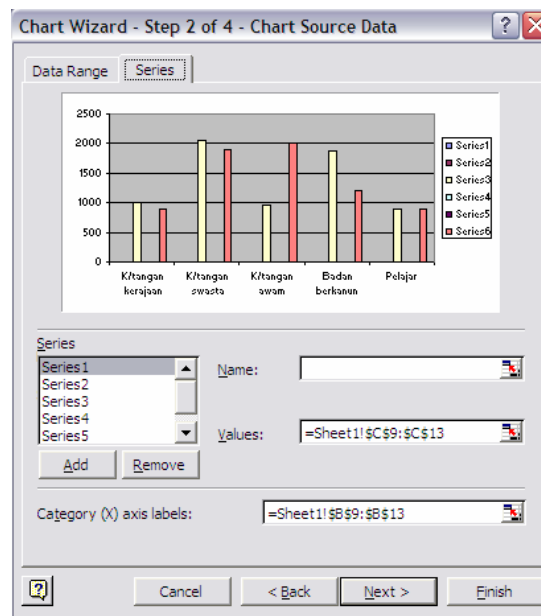 Chart Wizard - Step 2 of 4 - Chart Source Data
Data Range
Series
2500
2000
1500
1000
500
0
K/tangan kerajaan
K/tangan swasta
K/tangan awam
Badan berkanun
Pelajar
Series1
Series2
Series3
Series4
Series5
Series6
Series
Series1
Series2
Series3
Series4
Series5
Add
Remove
Name:
Values:
=Sheet1!$C$9:$C$13
Category (X) axis labels:
=Sheet1!$B$9:$B$13
Cancel
< Back
Next >
Finish